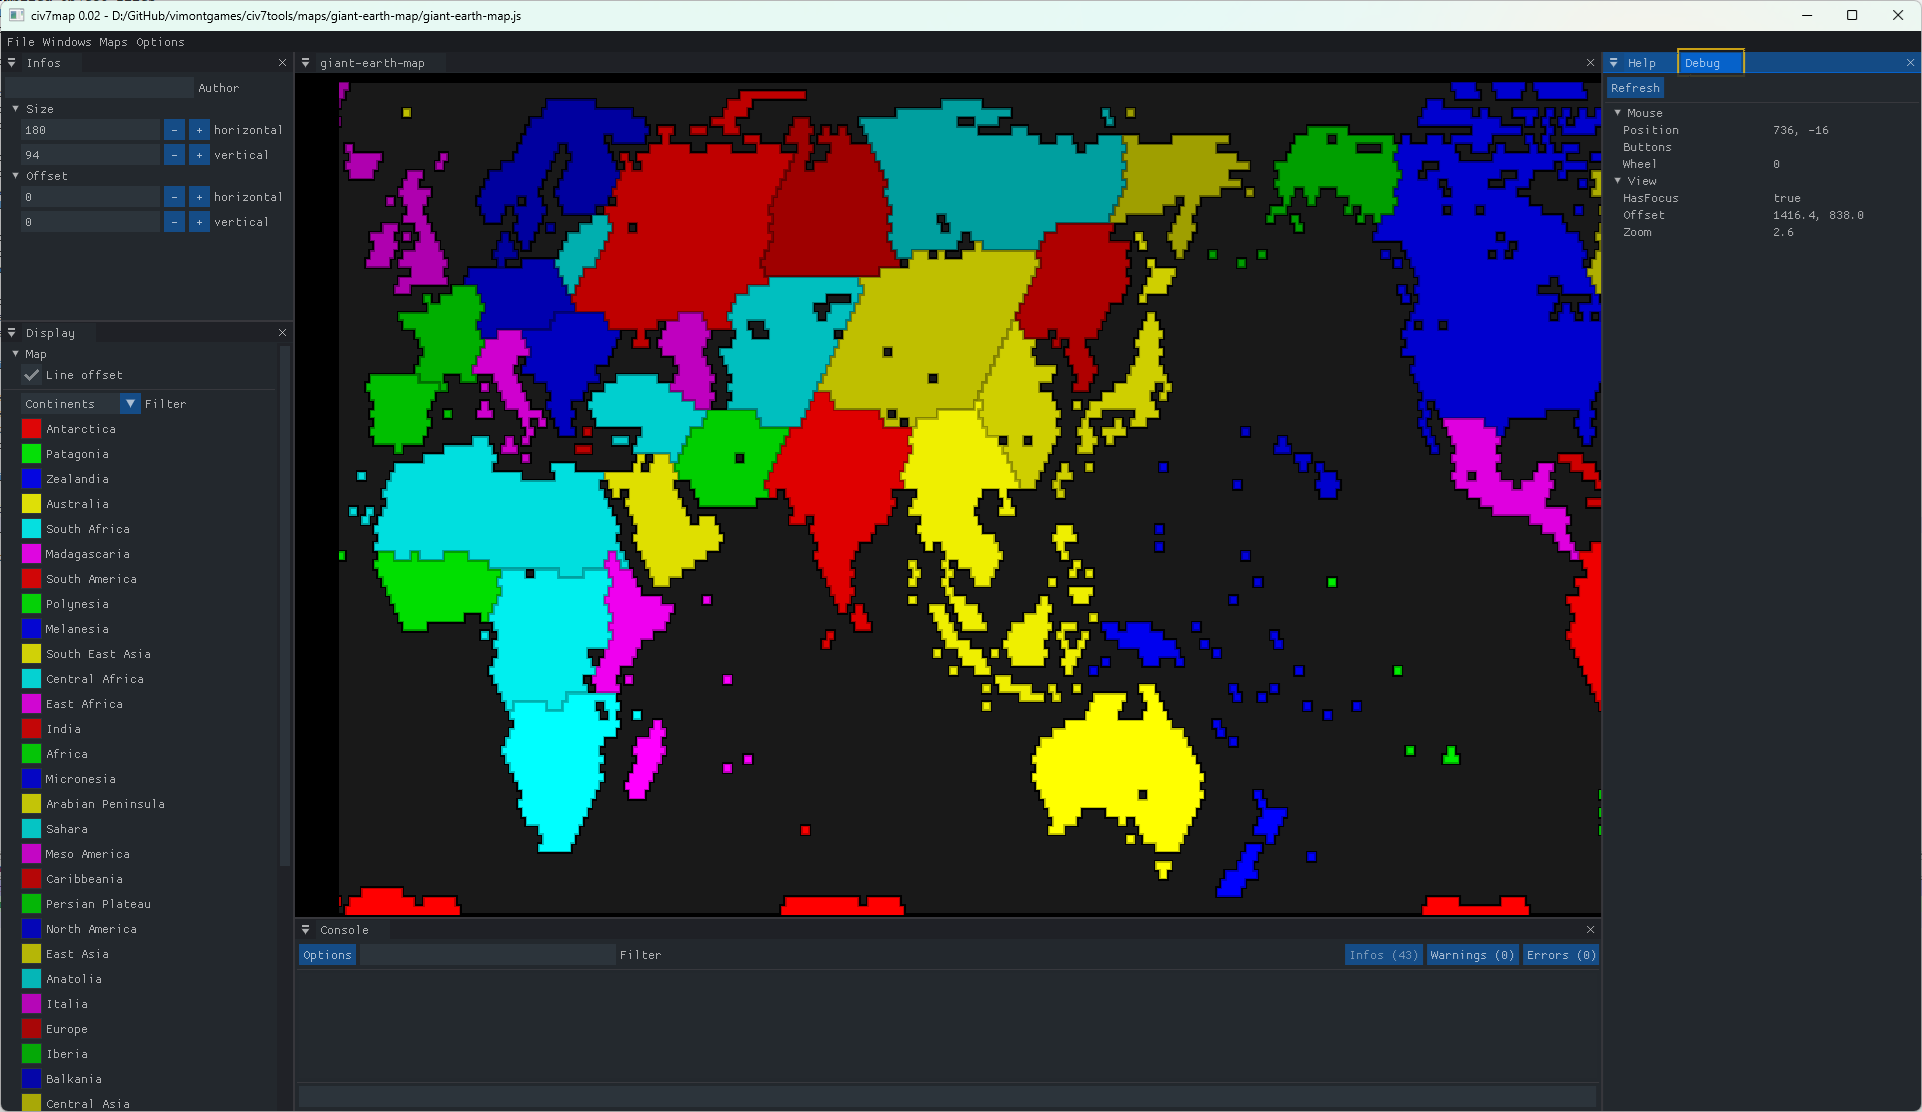 civ7map 0.02 - D:/GitHub/vimontgames/civ7tools/maps/giant-earth-map/giant-earth-map.js
File Windows Maps Options
Infos
Author
Size
180 - + horizontal
94 - + vertical
Offset
0 - + horizontal
0 - + vertical
Display
Map
Line offset
Continents Filter
Antarctica
Patagonia
Zealandia
Australia
South Africa
Madagascaria
South America
Polynesia
Melanesia
South East Asia
Central Africa
East Africa
India
Africa
Micronesia
Arabian Peninsula
Sahara
Meso America
Caribbeania
Persian Plateau
North America
East Asia
Anatolia
Italia
Europe
Iberia
Balkania
Central Asia
giant-earth-map
Console
Options Filter Infos (43) Warnings (0) Errors (0)
Help Debug
Refresh
Mouse
Position 736, -16
Buttons
Wheel 0
View
HasFocus true
Offset 1416.4, 838.0
Zoom 2.6